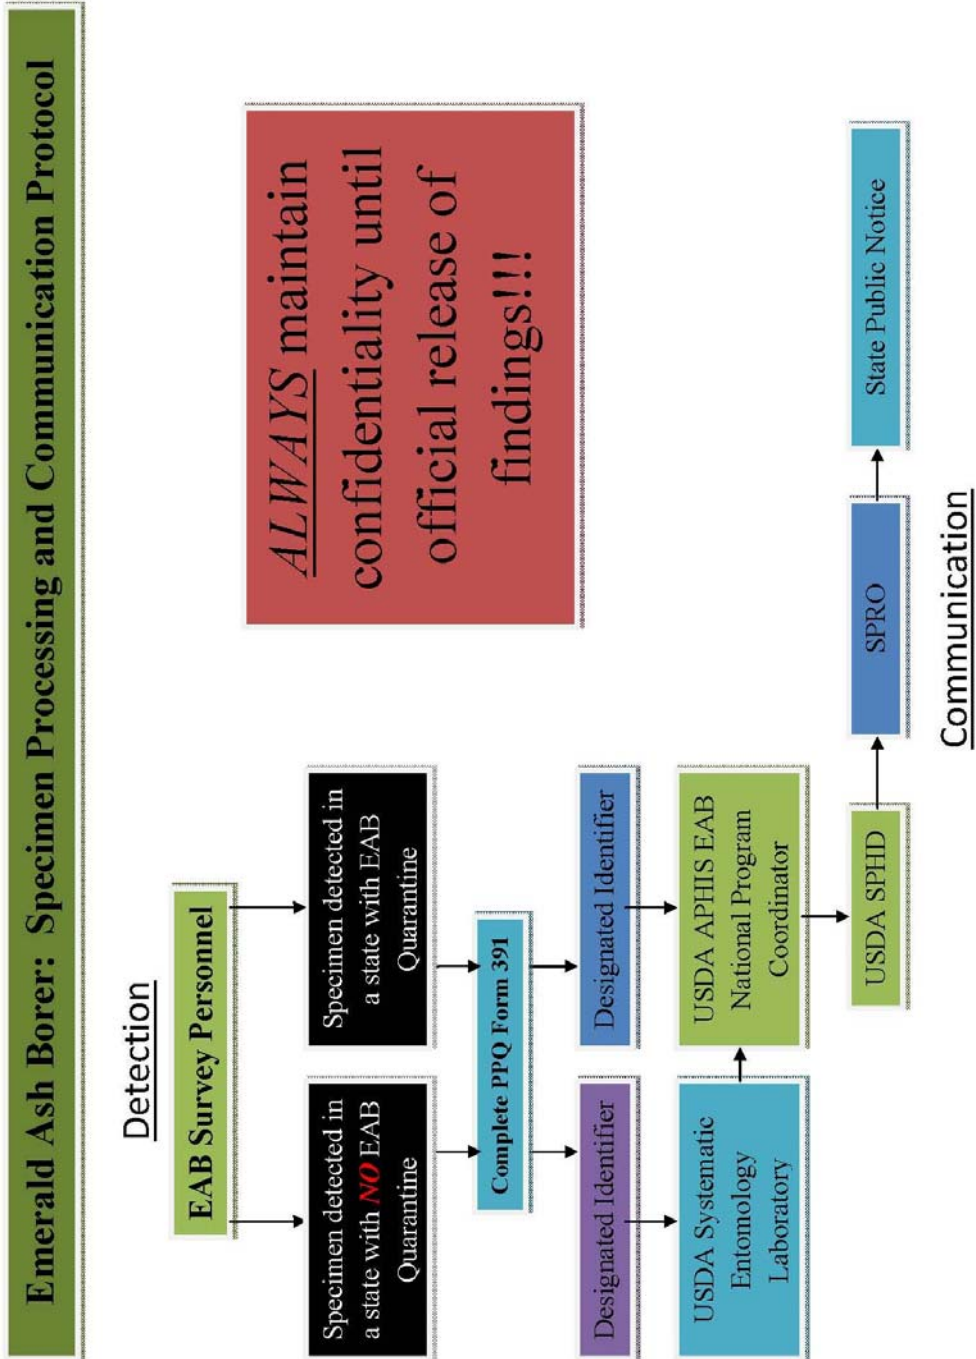 Emerald Ash Borer: Specimen Processing and Communication Protocol
Detection
EAB Survey Personnel
Specimen detected in
a state with NO EAB
Quarantine
Specimen detected in
a state with EAB
Quarantine
Complete PPQ Form 391
Designated Identifier
Designated Identifier
USDA Systematic
Entomology
Laboratory
USDA APHIS EAB
National Program
Coordinator
USDA SPHD
SPRO
State Public Notice
Communication
ALWAYS maintain
confidentiality until
official release of
findings!!!